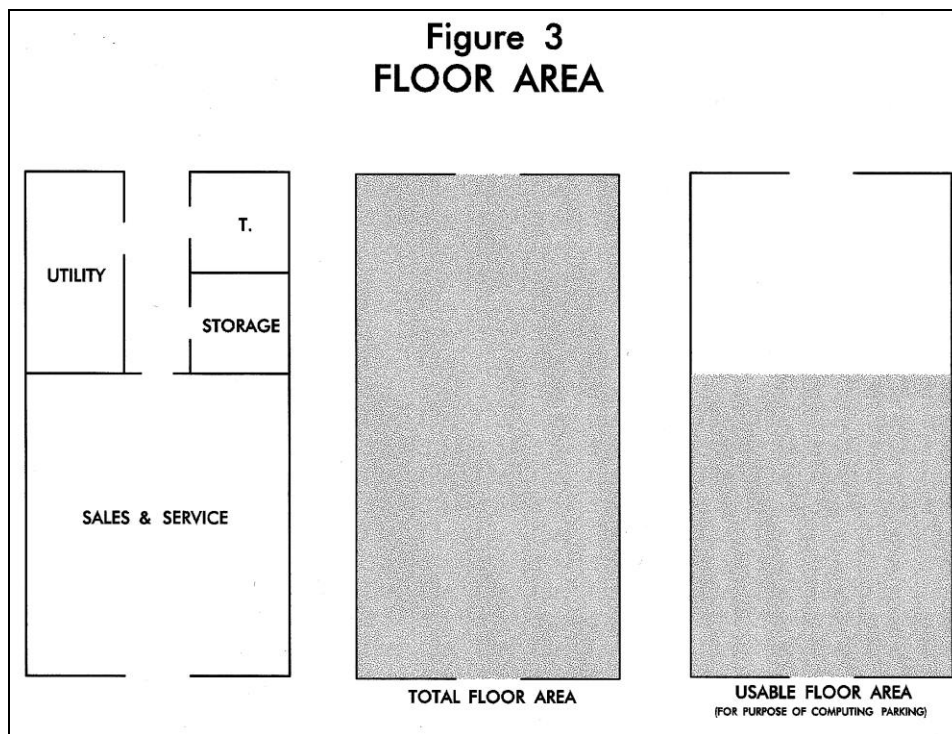 Figure 3
FLOOR AREA
T.
UTILITY
STORAGE
SALES & SERVICE
TOTAL FLOOR AREA
USABLE FLOOR AREA
(FOR PURPOSE OF COMPUTING PARKING)